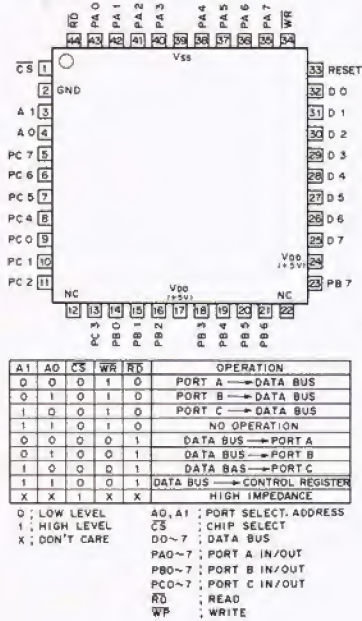 RD PA0 PA1 PA2 PA3 PA4 PA5 PA6 PA7 WR
44 43 42 41 40 39 38 37 36 35 34
VSS
CS 1 33 RESET
2 GND 32 D0
A1 3 31 D1
A0 4 30 D2
PC7 5 29 D3
PC6 6 28 D4
PC5 7 27 D5
PC4 8 26 D6
PC0 9 25 D7
PC1 10 VDD (+5V) 24
PC2 11 23 PB7
NC VDD (+5V) NC
12 13 14 15 16 17 18 19 20 21 22
PC3 PB0 PB1 PB2 PB3 PB4 PB5 PB6
A1 A0 CS WR RD OPERATION
0 0 0 1 0 PORT A → DATA BUS
0 1 0 1 0 PORT B → DATA BUS
1 0 0 1 0 PORT C → DATA BUS
1 1 0 1 0 NO OPERATION
0 0 0 0 1 DATA BUS → PORT A
0 1 0 0 1 DATA BUS → PORT B
1 0 0 0 1 DATA BAS → PORT C
1 1 0 0 1 DATA BUS → CONTROL REGISTER
X X 1 X X HIGH IMPEDANCE
0 ; LOW LEVEL
1 ; HIGH LEVEL
X ; DON'T CARE
A0, A1 ; PORT SELECT. ADDRESS
CS ; CHIP SELECT
D0~7 ; DATA BUS
PA0~7 ; PORT A IN/OUT
PB0~7 ; PORT B IN/OUT
PC0~7 ; PORT C IN/OUT
RD ; READ
WP ; WRITE